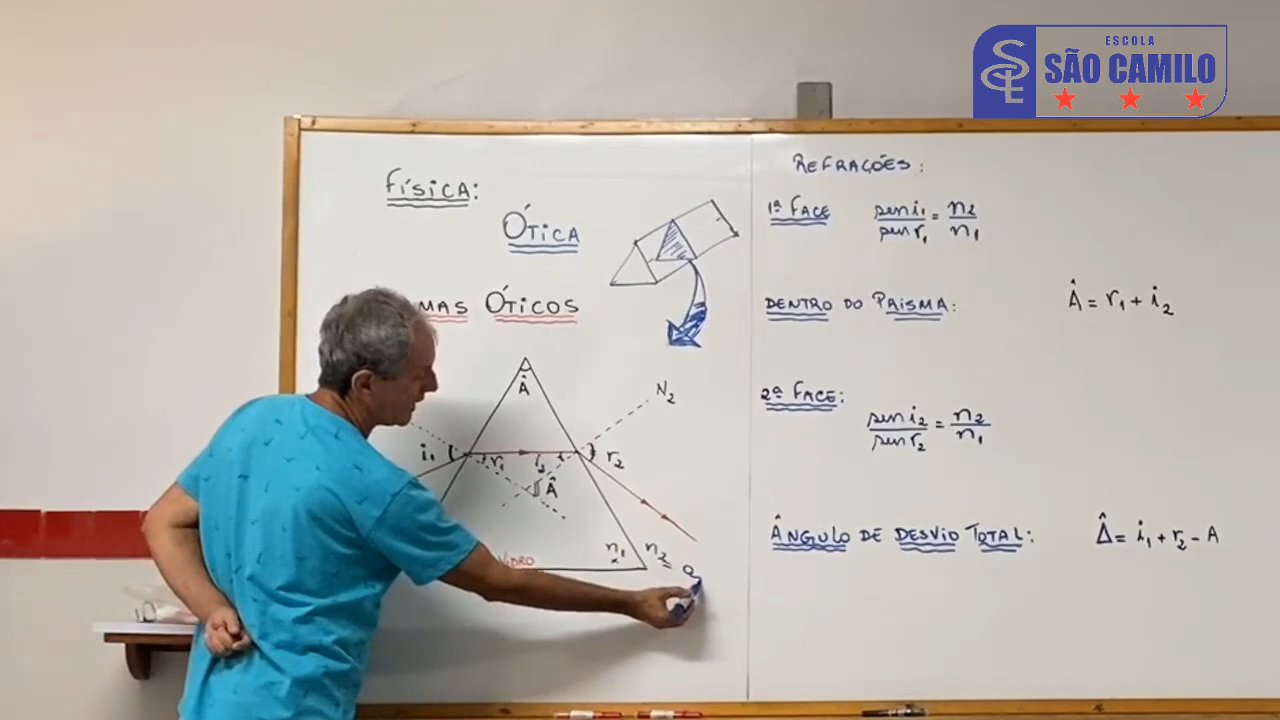 ESCOLA
SÃO CAMILO
FÍSICA:
ÓTICA
MAS ÓTICOS
Â
N2
i1
r1
i2
r2
Â
VIDRO
n1
n2
REFRAÇÕES:
1ª FACE sen i1 / sen r1 = n2 / n1
DENTRO DO PRISMA: Â = r1 + i2
2ª FACE:
sen i2 / sen r2 = n2 / n1
ÂNGULO DE DESVIO TOTAL: Δ̂ = i1 + r2 - A